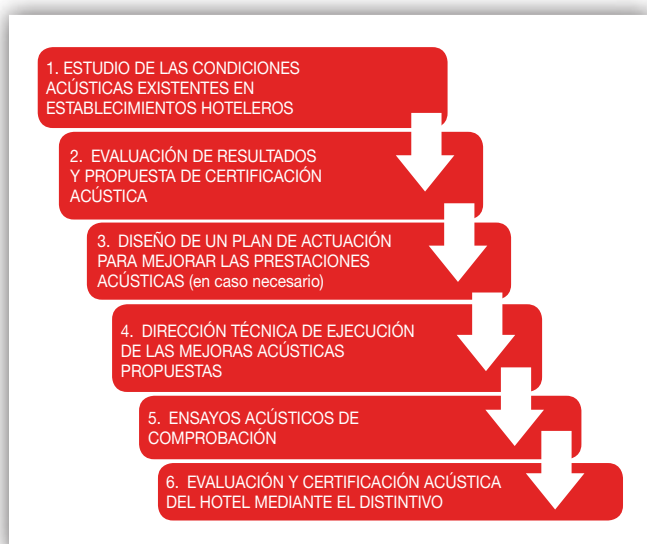 1. ESTUDIO DE LAS CONDICIONES
ACÚSTICAS EXISTENTES EN
ESTABLECIMIENTOS HOTELEROS
2. EVALUACIÓN DE RESULTADOS
Y PROPUESTA DE CERTIFICACIÓN
ACÚSTICA
3. DISEÑO DE UN PLAN DE ACTUACIÓN
PARA MEJORAR LAS PRESTACIONES
ACÚSTICAS (en caso necesario)
4. DIRECCIÓN TÉCNICA DE EJECUCIÓN
DE LAS MEJORAS ACÚSTICAS
PROPUESTAS
5. ENSAYOS ACÚSTICOS DE
COMPROBACIÓN
6. EVALUACIÓN Y CERTIFICACIÓN ACÚSTICA
DEL HOTEL MEDIANTE EL DISTINTIVO